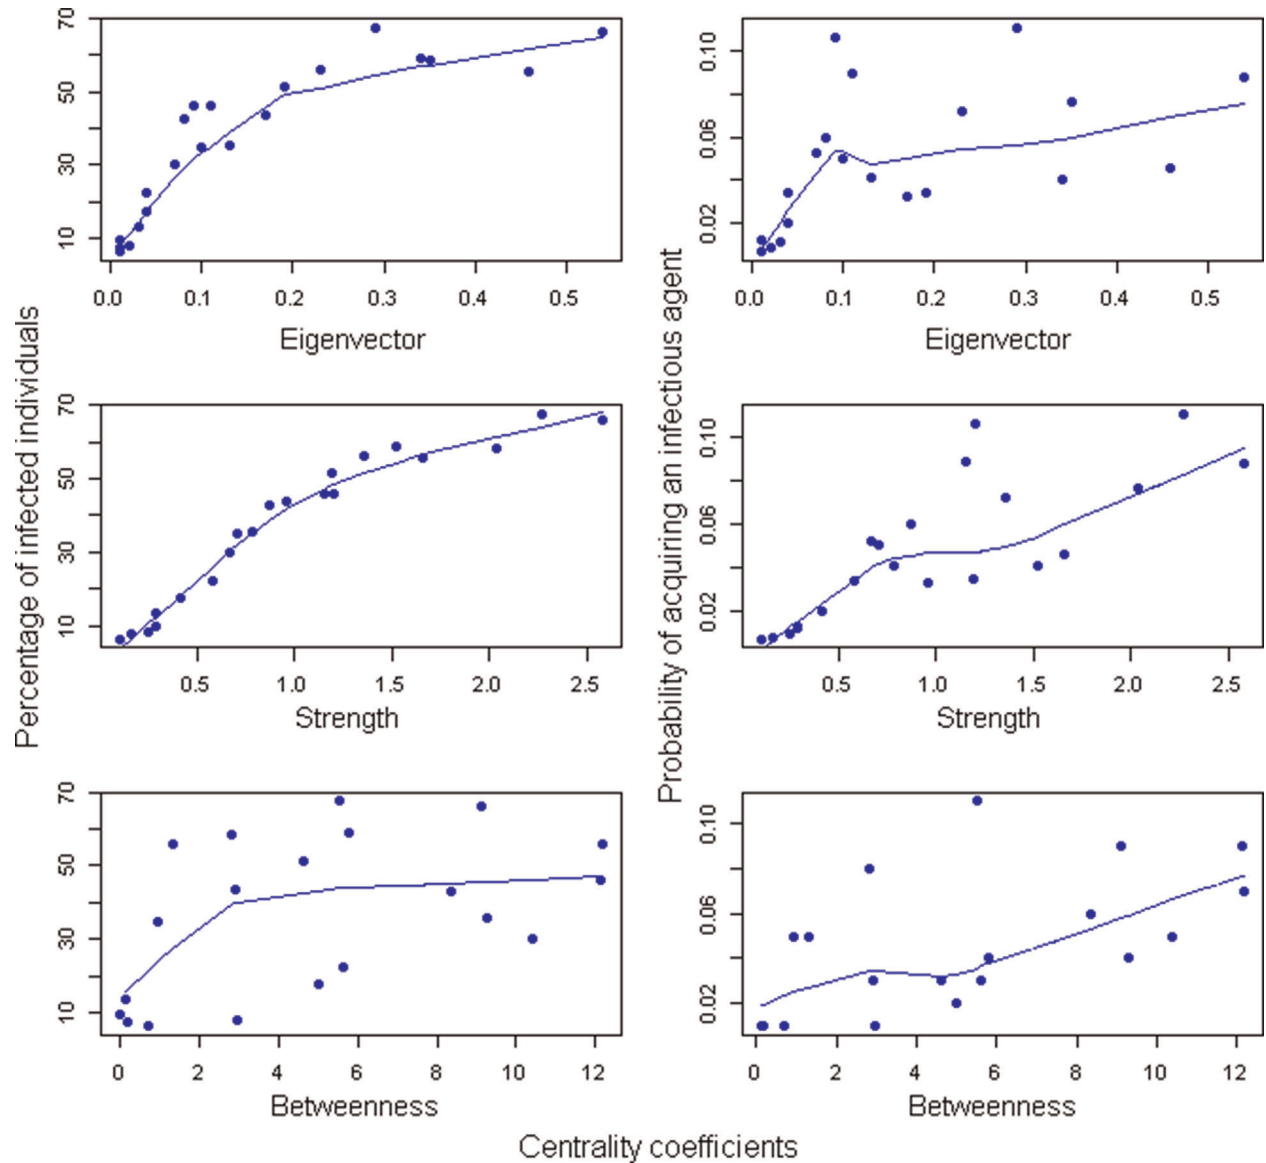 Percentage of infected individuals
70
50
30
10
0.0 0.1 0.2 0.3 0.4 0.5
Eigenvector
Probability of acquiring an infectious agent
0.10
0.06
0.02
0.0 0.1 0.2 0.3 0.4 0.5
Eigenvector
70
50
30
10
0.5 1.0 1.5 2.0 2.5
Strength
0.10
0.06
0.02
0.5 1.0 1.5 2.0 2.5
Strength
70
50
30
10
0 2 4 6 8 10 12
Betweenness
0.10
0.06
0.02
0 2 4 6 8 10 12
Betweenness
Centrality coefficients